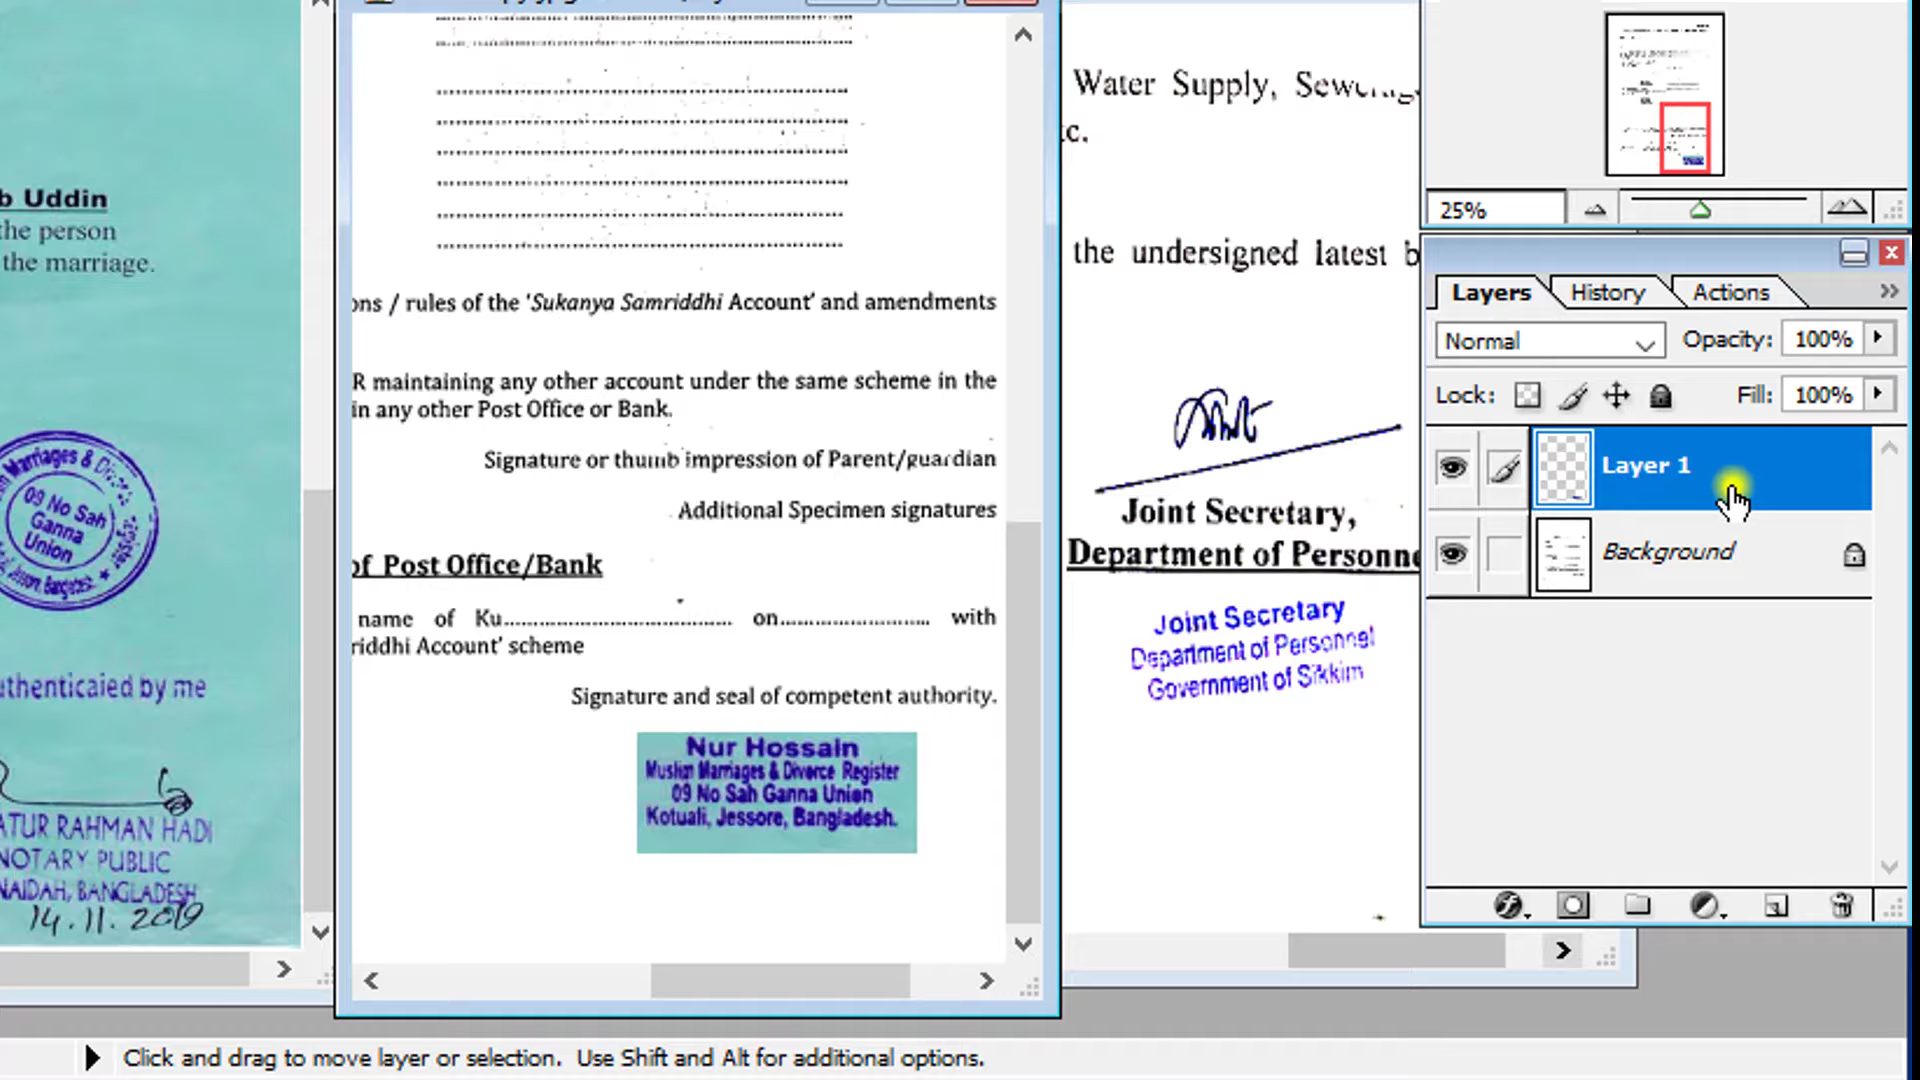 b Uddin
the person
the marriage.
09 No Sah
Ganna
Union
uthenticaied by me
ATUR RAHMAN HADI
NOTARY PUBLIC
NAIDAH, BANGLADESH
14.11.2019
ons / rules of the 'Sukanya Samriddhi Account' and amendments
R maintaining any other account under the same scheme in the
in any other Post Office or Bank.
Signature or thumb impression of Parent/guardian
Additional Specimen signatures
of Post Office/Bank
name of Ku.......................................... on........................... with
riddhi Account' scheme
Signature and seal of competent authority.
Nur Hossain
Muslim Marriages & Divorce Register
09 No Sah Ganna Union
Kotuali, Jessore, Bangladesh.
Water Supply, Sewerag
tc.
the undersigned latest b
Joint Secretary,
Department of Personne
Joint Secretary
Department of Personnel
Government of Sikkim
25%
Layers History Actions
Normal Opacity: 100%
Lock: Fill: 100%
Layer 1
Background
Click and drag to move layer or selection. Use Shift and Alt for additional options.